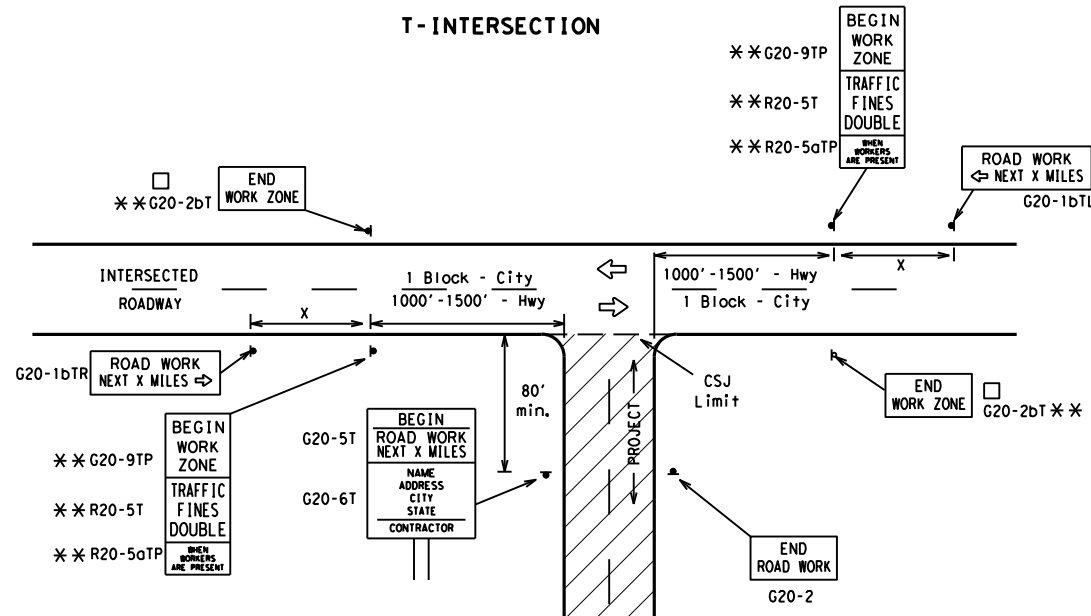 T-INTERSECTION
BEGIN
WORK
ZONE
**G20-9TP
TRAFFIC
FINES
DOUBLE
**R20-5T
WHEN
WORKERS
ARE PRESENT
**R20-5aTP
ROAD WORK
⇦ NEXT X MILES
G20-1bTL
END
WORK ZONE
□
**G20-2bT
INTERSECTED
ROADWAY
1 Block - City
1000'-1500' - Hwy
1000'-1500' - Hwy
1 Block - City
X
X
G20-1bTR
ROAD WORK
NEXT X MILES ⇨
80'
min.
CSJ
Limit
PROJECT
END
WORK ZONE
□
G20-2bT **
BEGIN
WORK
ZONE
**G20-9TP
TRAFFIC
FINES
DOUBLE
**R20-5T
WHEN
WORKERS
ARE PRESENT
**R20-5aTP
G20-5T
BEGIN
ROAD WORK
NEXT X MILES
G20-6T
NAME
ADDRESS
CITY
STATE
CONTRACTOR
END
ROAD WORK
G20-2